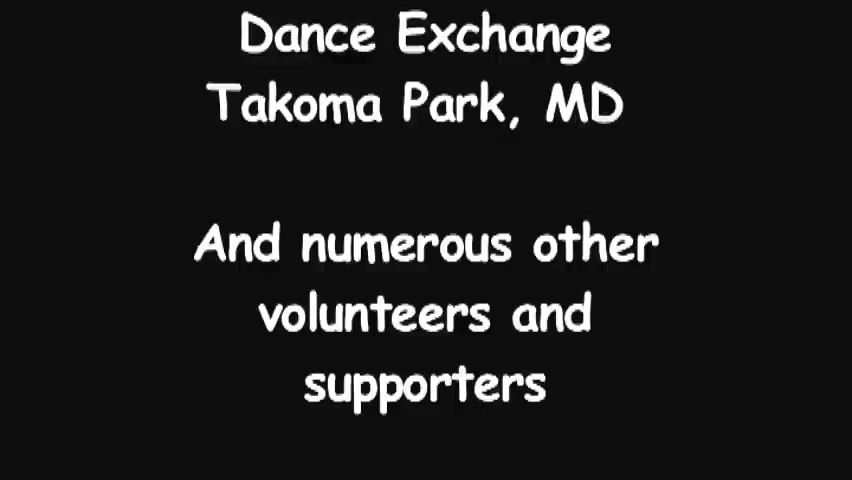 Dance Exchange
Takoma Park, MD
And numerous other
volunteers and
supporters